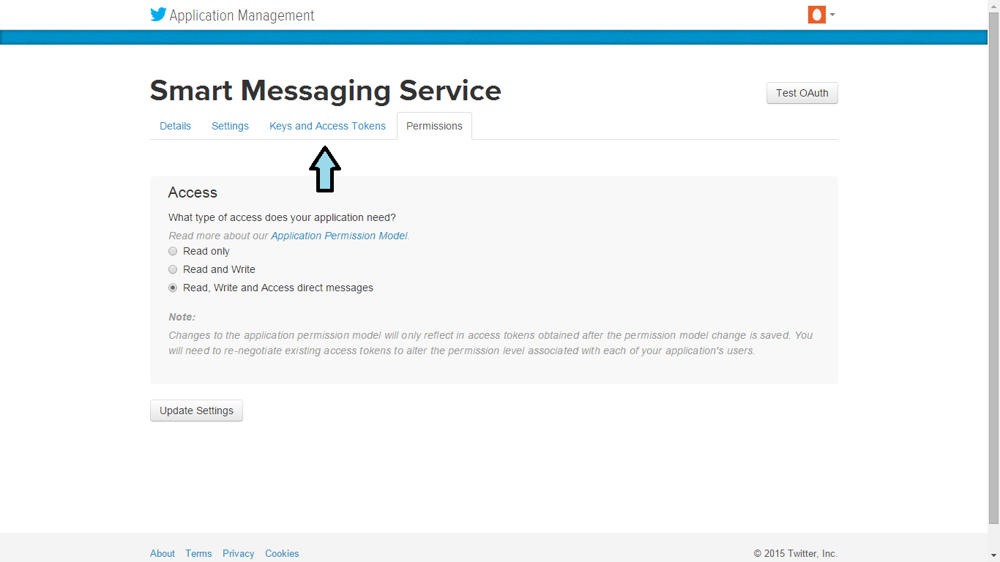 Application Management
Smart Messaging Service
Test OAuth
Details Settings Keys and Access Tokens Permissions
Access
What type of access does your application need?
Read more about our Application Permission Model.
Read only
Read and Write
Read, Write and Access direct messages
Note:
Changes to the application permission model will only reflect in access tokens obtained after the permission model change is saved. You
will need to re-negotiate existing access tokens to alter the permission level associated with each of your application's users.
Update Settings
About Terms Privacy Cookies
© 2015 Twitter, Inc.